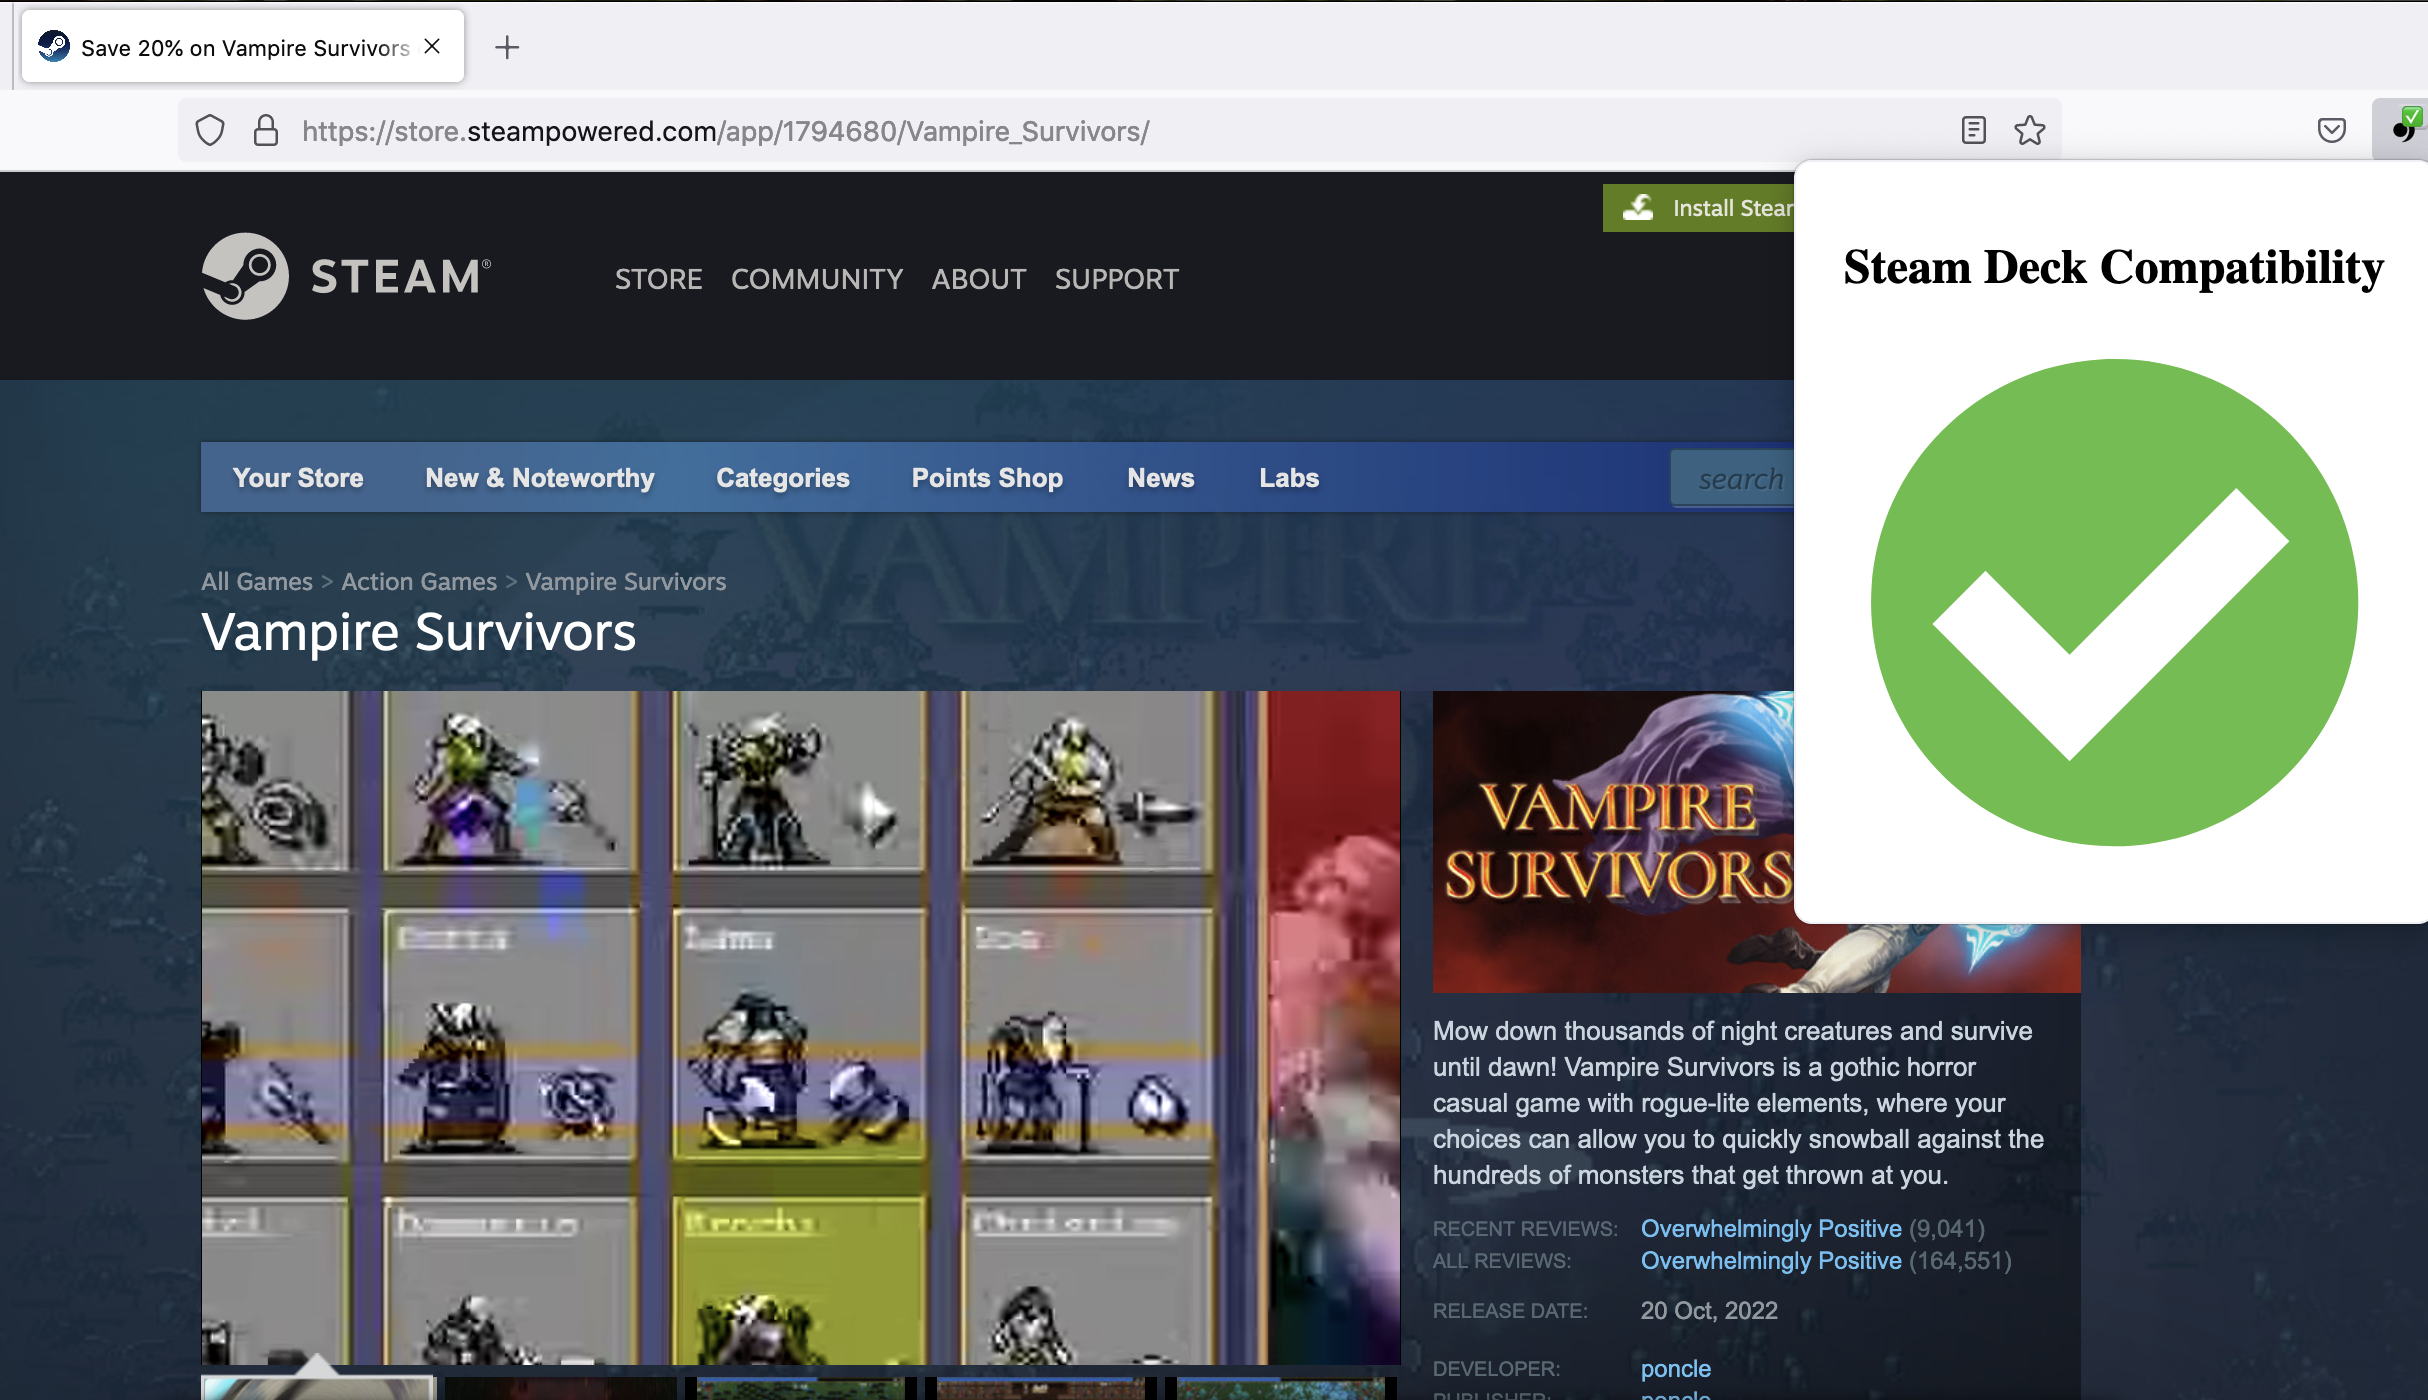 Save 20% on Vampire Survivors
https://store.steampowered.com/app/1794680/Vampire_Survivors/
Install Stear
STEAM®
STORE COMMUNITY ABOUT SUPPORT
Steam Deck Compatibility
Your Store New & Noteworthy Categories Points Shop News Labs
search
VAMPIRE
All Games > Action Games > Vampire Survivors
Vampire Survivors
VAMPIRE
SURVIVORS
Mow down thousands of night creatures and survive
until dawn! Vampire Survivors is a gothic horror
casual game with rogue-lite elements, where your
choices can allow you to quickly snowball against the
hundreds of monsters that get thrown at you.
RECENT REVIEWS: Overwhelmingly Positive (9,041)
ALL REVIEWS: Overwhelmingly Positive (164,551)
RELEASE DATE: 20 Oct, 2022
DEVELOPER: poncle
PUBLISHER: poncle